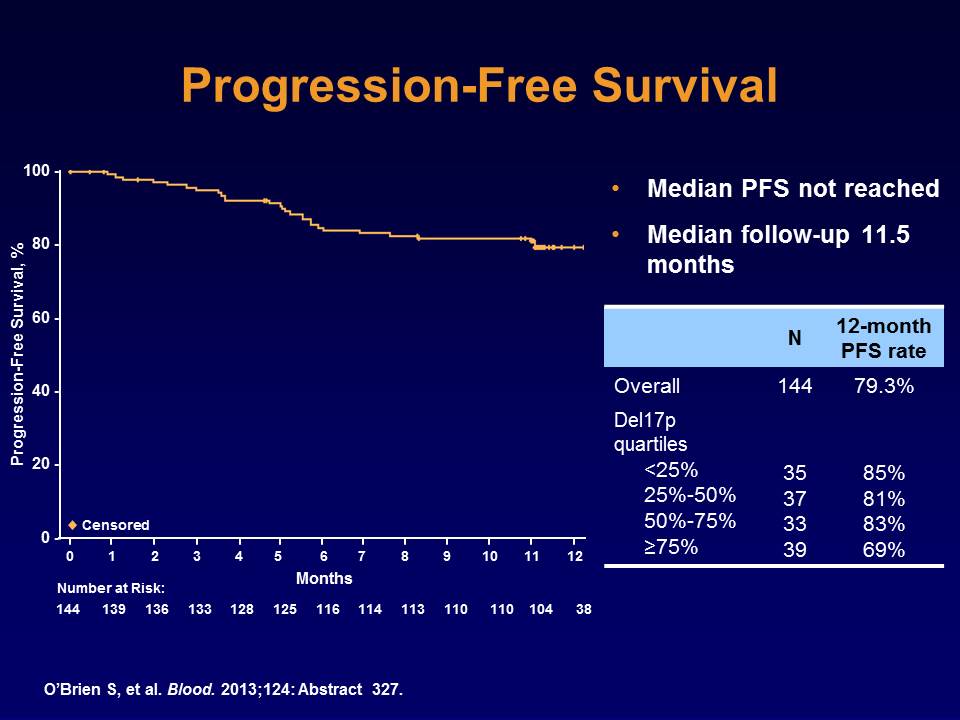 Progression-Free Survival
Progression-Free Survival, %
100
80
60
40
20
0
Censored
0 1 2 3 4 5 6 7 8 9 10 11 12
Months
Number at Risk:
144 139 136 133 128 125 116 114 113 110 110 104 38
• Median PFS not reached
• Median follow-up 11.5
months
N 12-month
PFS rate
Overall 144 79.3%
Del17p
quartiles
<25% 35 85%
25%-50% 37 81%
50%-75% 33 83%
≥75% 39 69%
O’Brien S, et al. Blood. 2013;124: Abstract 327.